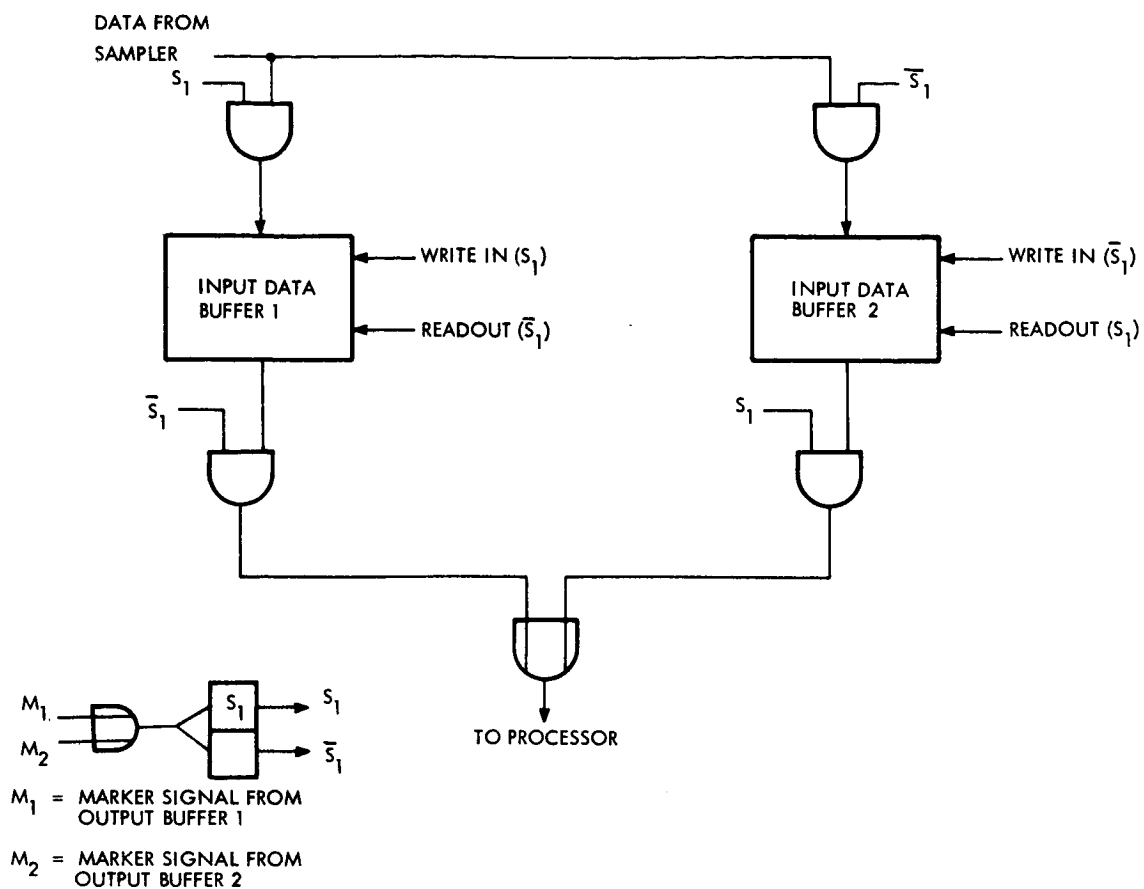 DATA FROM
SAMPLER
S₁
S̅₁
WRITE IN (S₁)
INPUT DATA
BUFFER 1
READOUT (S̅₁)
WRITE IN (S̅₁)
INPUT DATA
BUFFER 2
READOUT (S₁)
S̅₁
S₁
TO PROCESSOR
M₁
M₂
S₁
S₁
S̅₁
M₁ = MARKER SIGNAL FROM
OUTPUT BUFFER 1
M₂ = MARKER SIGNAL FROM
OUTPUT BUFFER 2